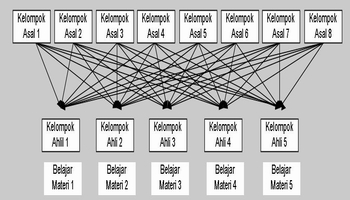 Kelompok Asal 1 Kelompok Asal 2 Kelompok Asal 3 Kelompok Asal 4 Kelompok Asal 5 Kelompok Asal 6 Kelompok Asal 7 Kelompok Asal 8
Kelompok Ahlil 1 Kelompok Ahli 2 Kelompok Ahli 3 Kelompok Ahli 4 Kelompok Ahli 5
Belajar Materi 1 Belajar Materi 2 Belajar Materi 3 Belajar Materi 4 Belajar Materi 5